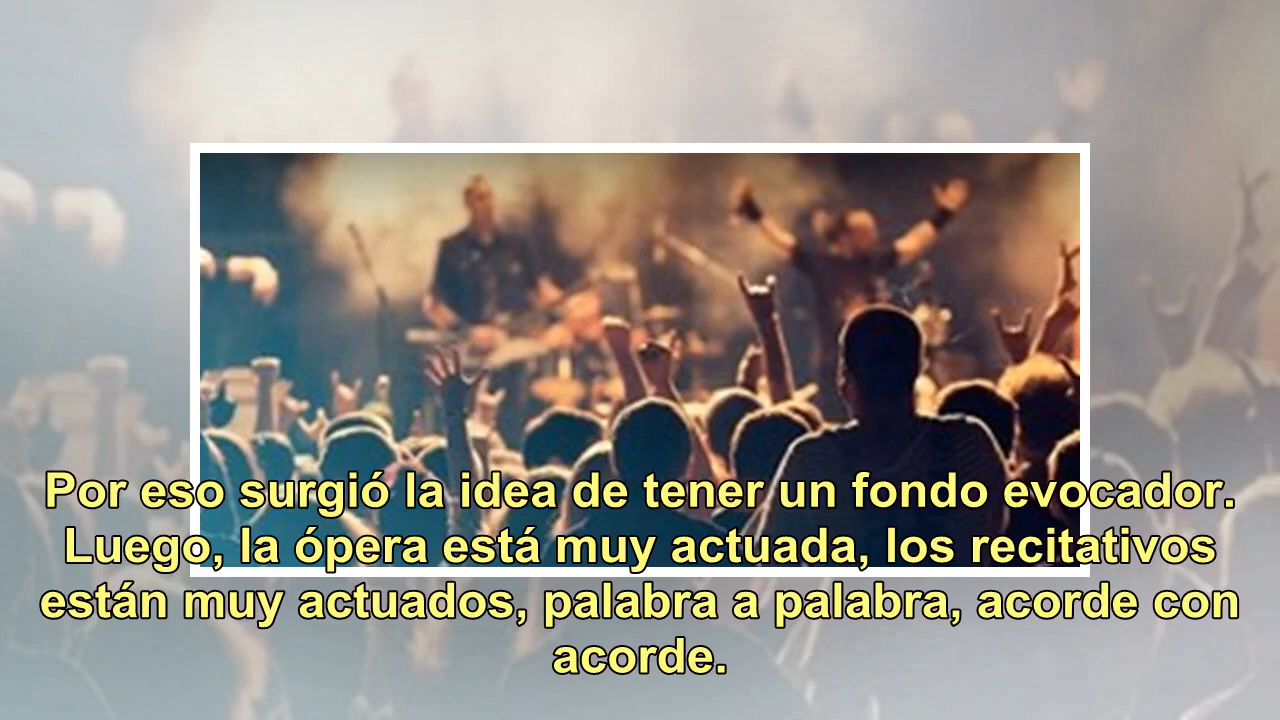 Por eso surgió la idea de tener un fondo evocador.
Luego, la ópera está muy actuada, los recitativos
están muy actuados, palabra a palabra, acorde con
acorde.